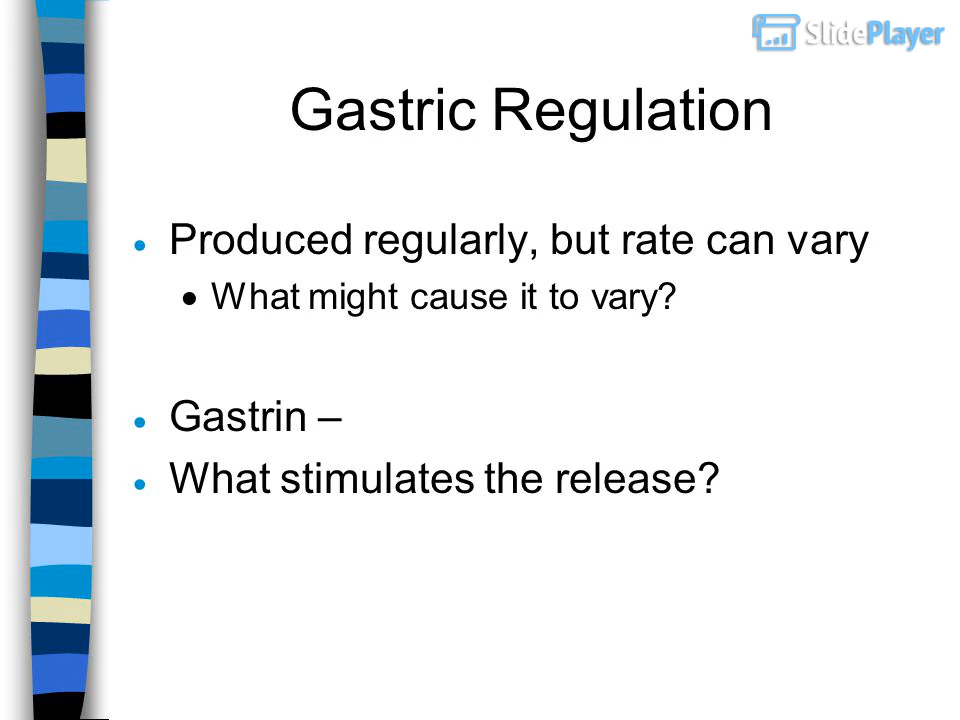 SlidePlayer
Gastric Regulation
• Produced regularly, but rate can vary
• What might cause it to vary?
• Gastrin –
• What stimulates the release?